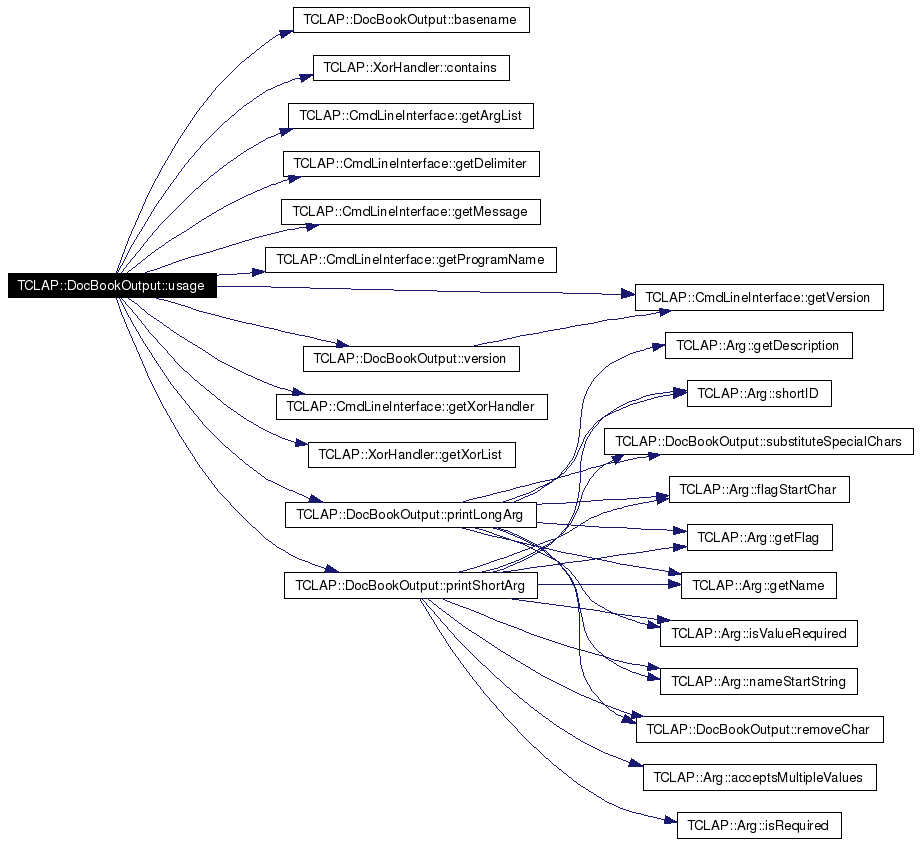 TCLAP::DocBookOutput::basename
TCLAP::XorHandler::contains
TCLAP::CmdLineInterface::getArgList
TCLAP::CmdLineInterface::getDelimiter
TCLAP::CmdLineInterface::getMessage
TCLAP::CmdLineInterface::getProgramName
TCLAP::DocBookOutput::usage
TCLAP::CmdLineInterface::getVersion
TCLAP::Arg::getDescription
TCLAP::DocBookOutput::version
TCLAP::Arg::shortID
TCLAP::CmdLineInterface::getXorHandler
TCLAP::DocBookOutput::substituteSpecialChars
TCLAP::XorHandler::getXorList
TCLAP::Arg::flagStartChar
TCLAP::DocBookOutput::printLongArg
TCLAP::Arg::getFlag
TCLAP::DocBookOutput::printShortArg
TCLAP::Arg::getName
TCLAP::Arg::isValueRequired
TCLAP::Arg::nameStartString
TCLAP::DocBookOutput::removeChar
TCLAP::Arg::acceptsMultipleValues
TCLAP::Arg::isRequired